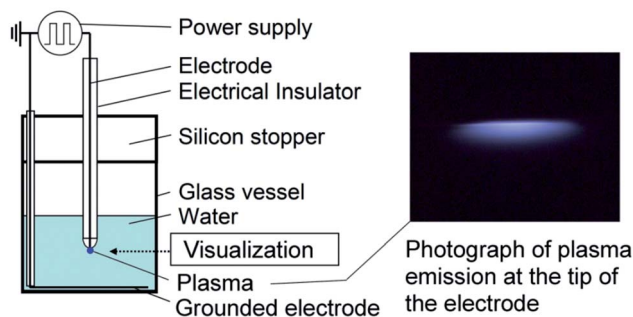 Power supply
Electrode
Electrical Insulator
Silicon stopper
Glass vessel
Water
Visualization
Plasma
Grounded electrode
Photograph of plasma
emission at the tip of
the electrode